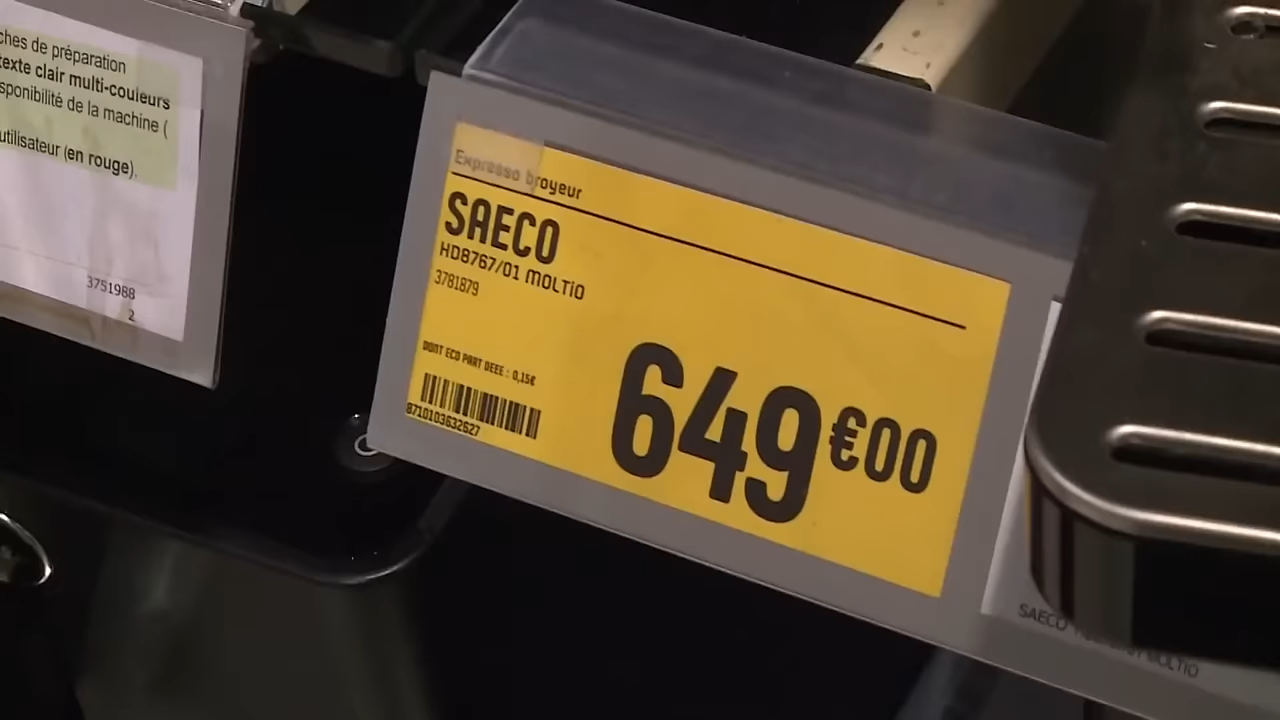 ches de préparation
texte clair multi-couleurs
sponibilité de la machine (
utilisateur (en rouge).
3751988
2
Expresso broyeur
SAECO
HD8767/01 MOLTIO
3781879
DONT ECO PART DEEE : 0,15€
8710103632627
649€00
SAECO
MOLTIO